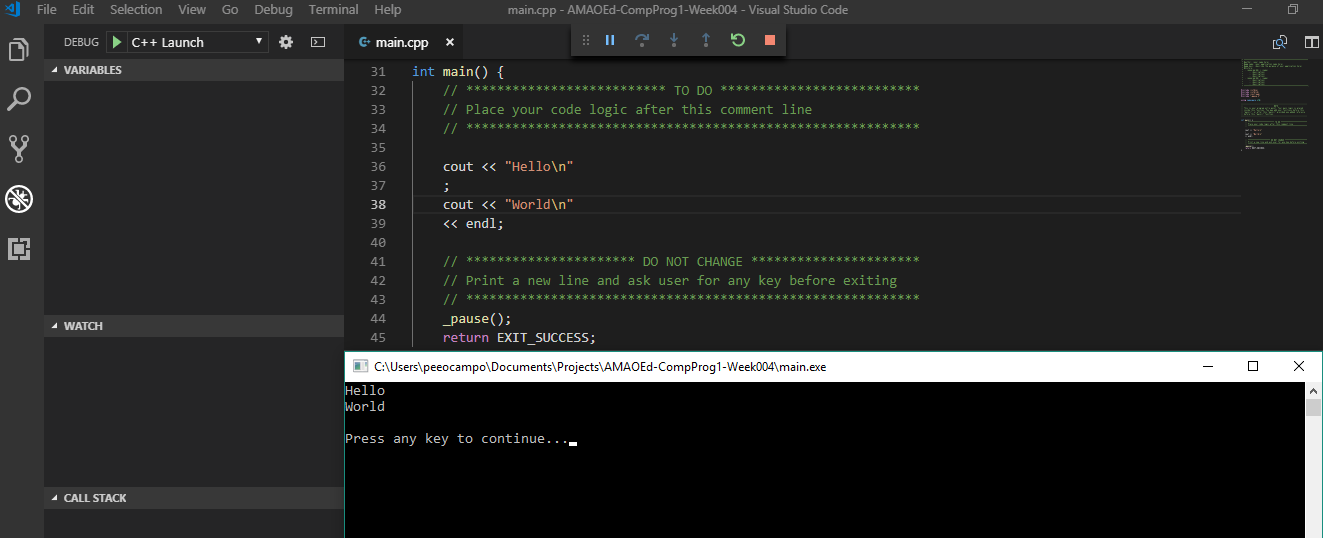 File Edit Selection View Go Debug Terminal Help main.cpp - AMAOEd-CompProg1-Week004 - Visual Studio Code
DEBUG C++ Launch
main.cpp
VARIABLES
WATCH
CALL STACK
31 int main() {
32 // ************************** TO DO **************************
33 // Place your code logic after this comment line
34 // ***********************************************************
35
36 cout << "Hello\n"
37 ;
38 cout << "World\n"
39 << endl;
40
41 // ********************** DO NOT CHANGE **********************
42 // Print a new line and ask user for any key before exiting
43 // ***********************************************************
44 _pause();
45 return EXIT_SUCCESS;
C:\Users\peeocampo\Documents\Projects\AMAOEd-CompProg1-Week004\main.exe
Hello
World
Press any key to continue...